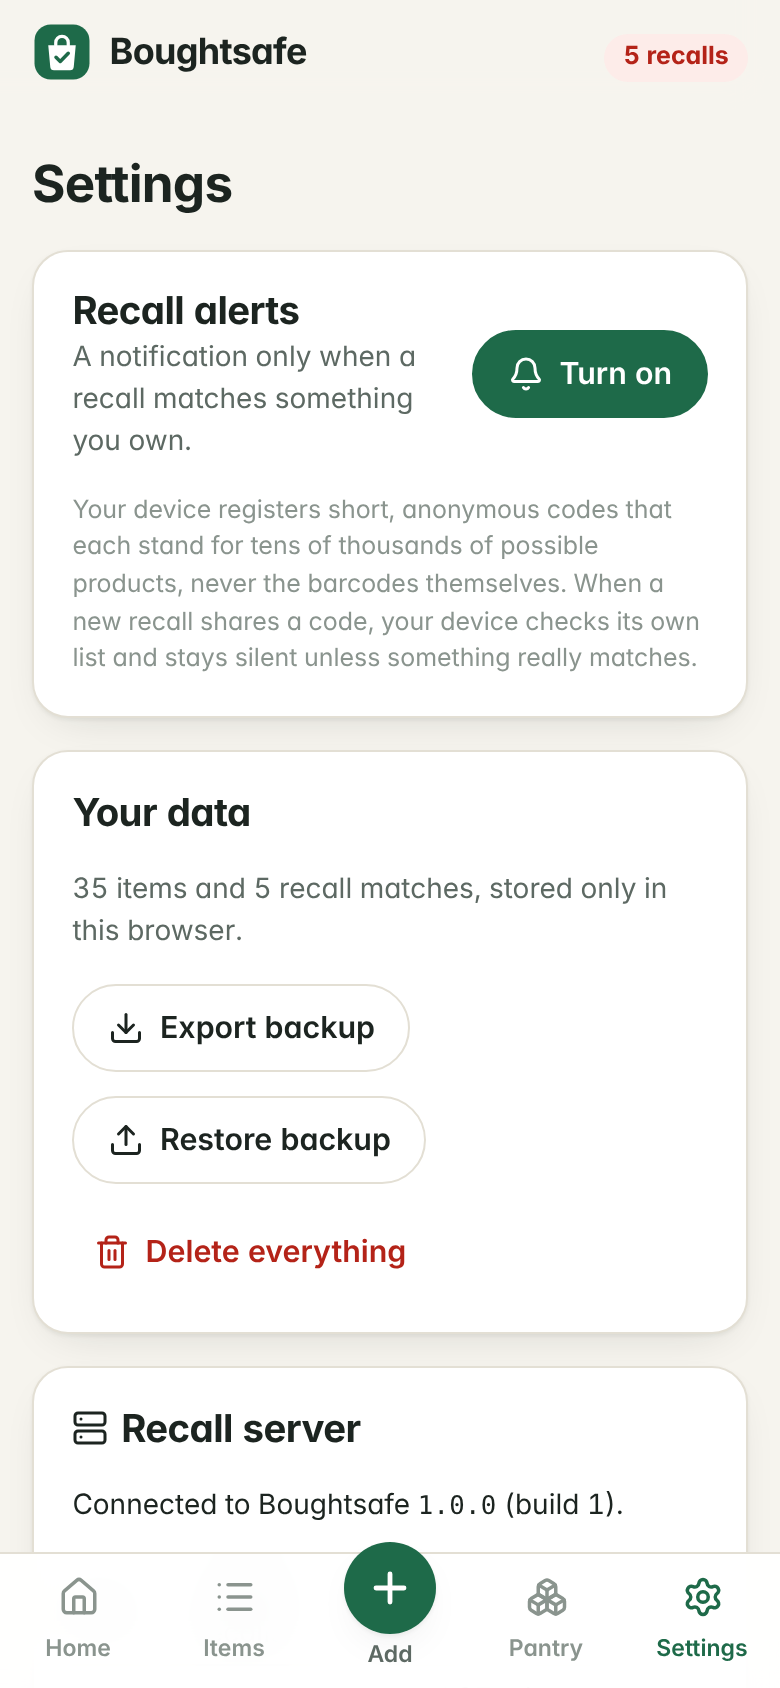 Boughtsafe
5 recalls
Settings
Recall alerts
A notification only when a
recall matches something
you own.
Turn on
Your device registers short, anonymous codes that
each stand for tens of thousands of possible
products, never the barcodes themselves. When a
new recall shares a code, your device checks its own
list and stays silent unless something really matches.
Your data
35 items and 5 recall matches, stored only in
this browser.
Export backup
Restore backup
Delete everything
Recall server
Connected to Boughtsafe 1.0.0 (build 1).
Home
Items
Add
Pantry
Settings